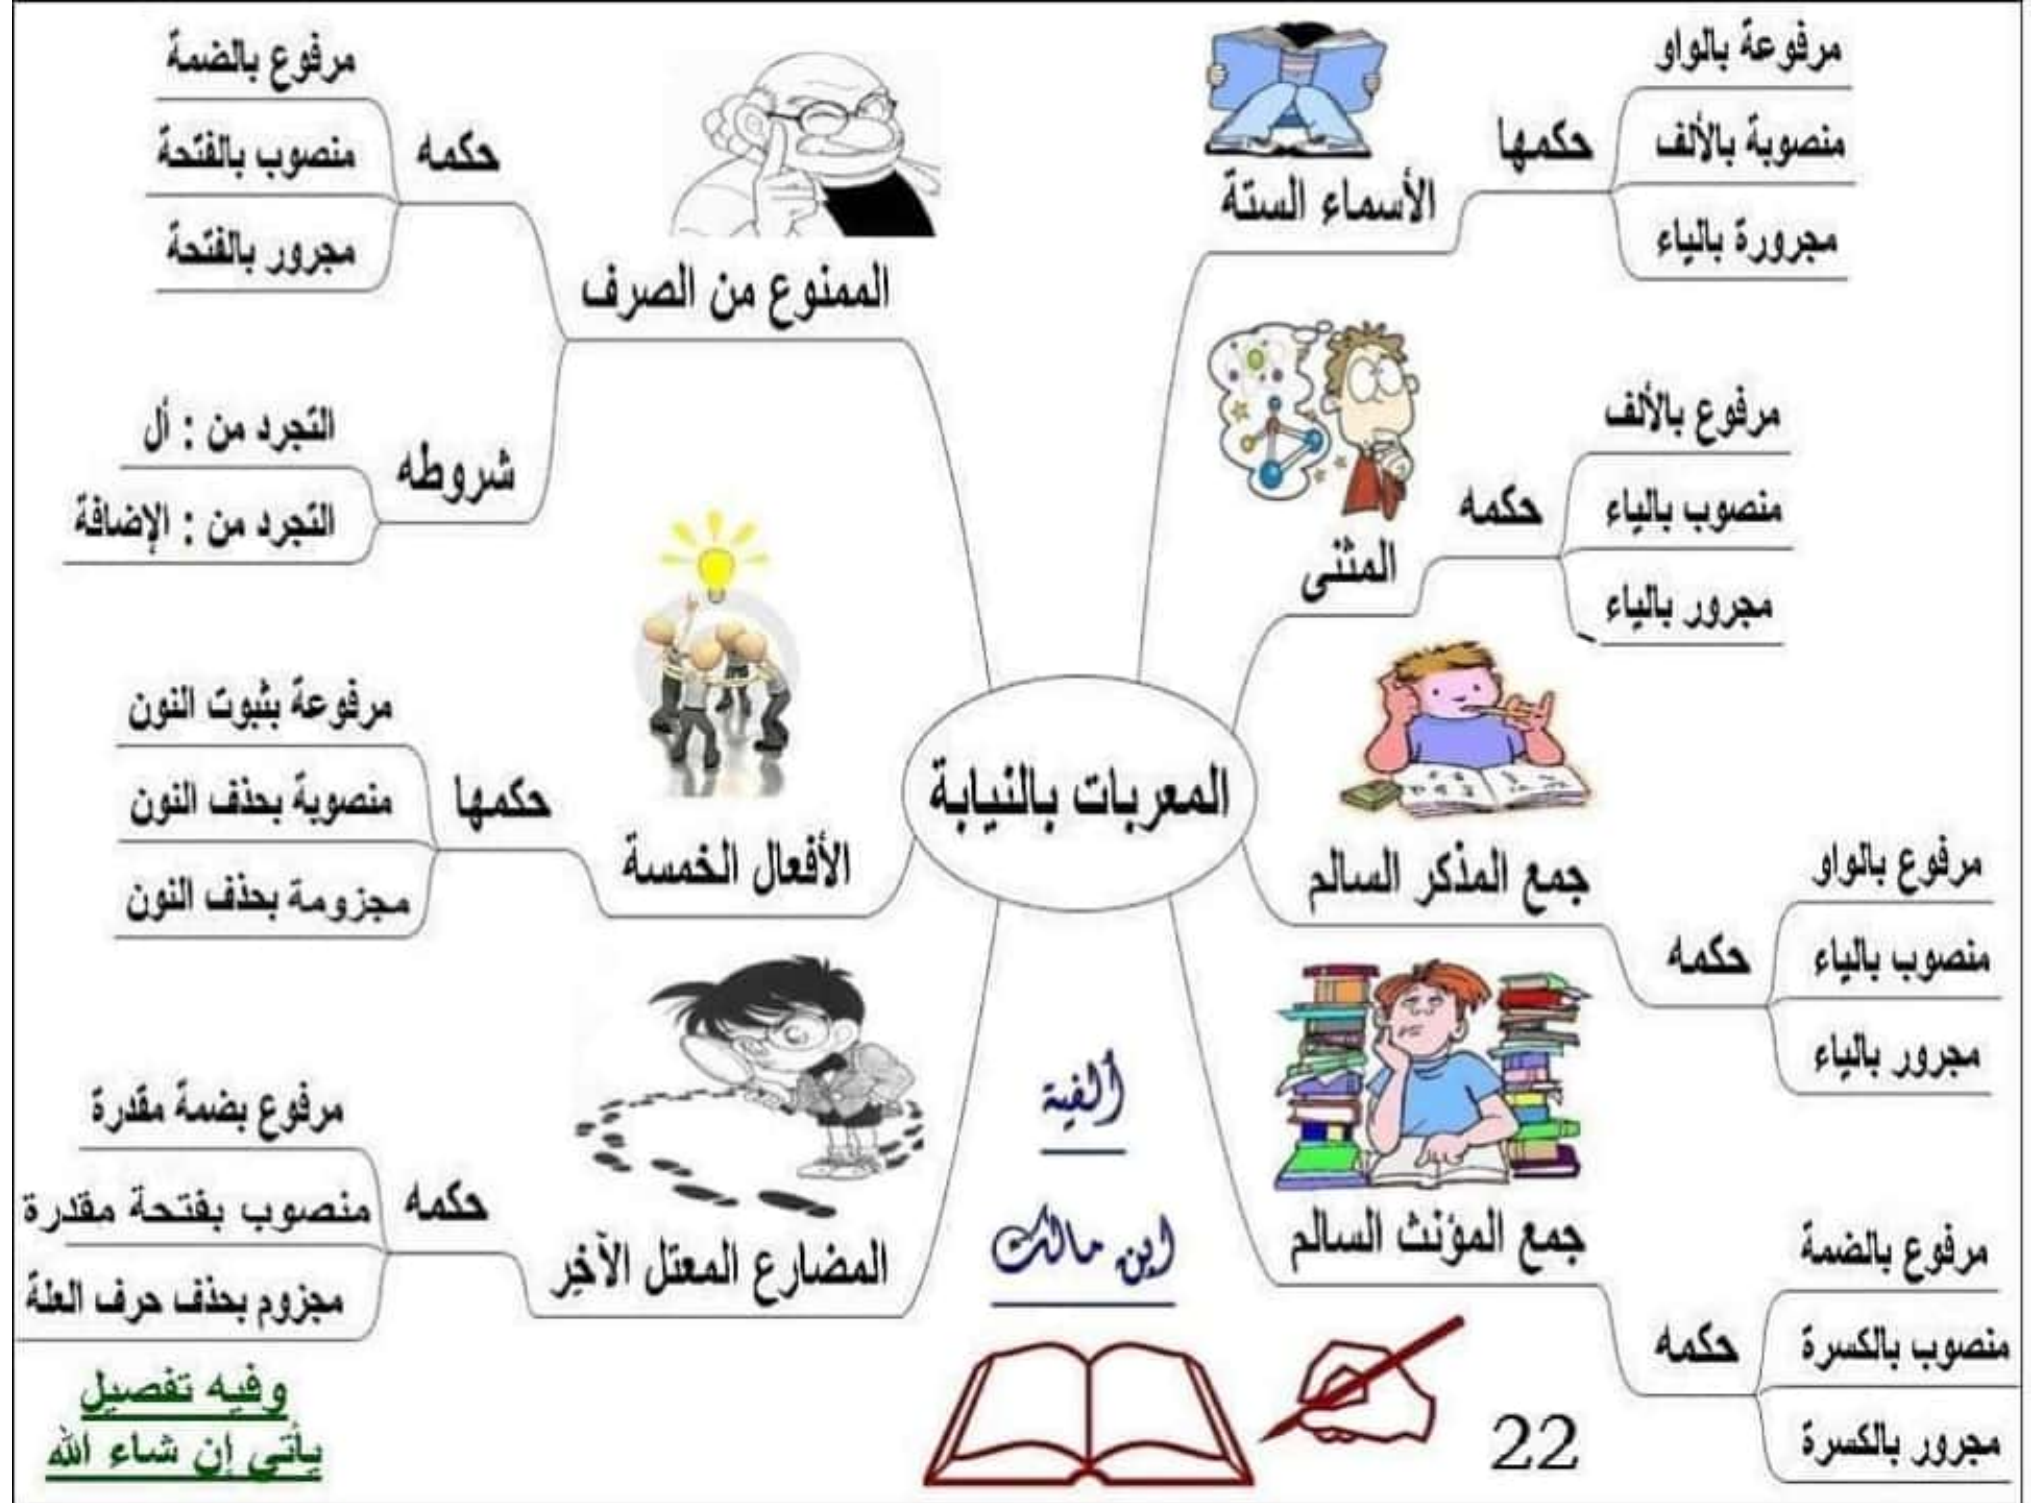 المعربات بالنيابة
الأسماء الستة
حكمها
مرفوعة بالواو
منصوبة بالألف
مجرورة بالياء
المثنى
حكمه
مرفوع بالألف
منصوب بالياء
مجرور بالياء
جمع المذكر السالم
حكمه
مرفوع بالواو
منصوب بالياء
مجرور بالياء
جمع المؤنث السالم
حكمه
مرفوع بالضمة
منصوب بالكسرة
مجرور بالكسرة
الممنوع من الصرف
حكمه
مرفوع بالضمة
منصوب بالفتحة
مجرور بالفتحة
شروطه
التجرد من : أل
التجرد من : الإضافة
الأفعال الخمسة
حكمها
مرفوعة بثبوت النون
منصوبة بحذف النون
مجزومة بحذف النون
المضارع المعتل الآخِر
حكمه
مرفوع بضمة مقدرة
منصوب بفتحة مقدرة
مجزوم بحذف حرف العلة
وفيه تفصيل
يأتي إن شاء الله
ألفية
ابن مالك
22